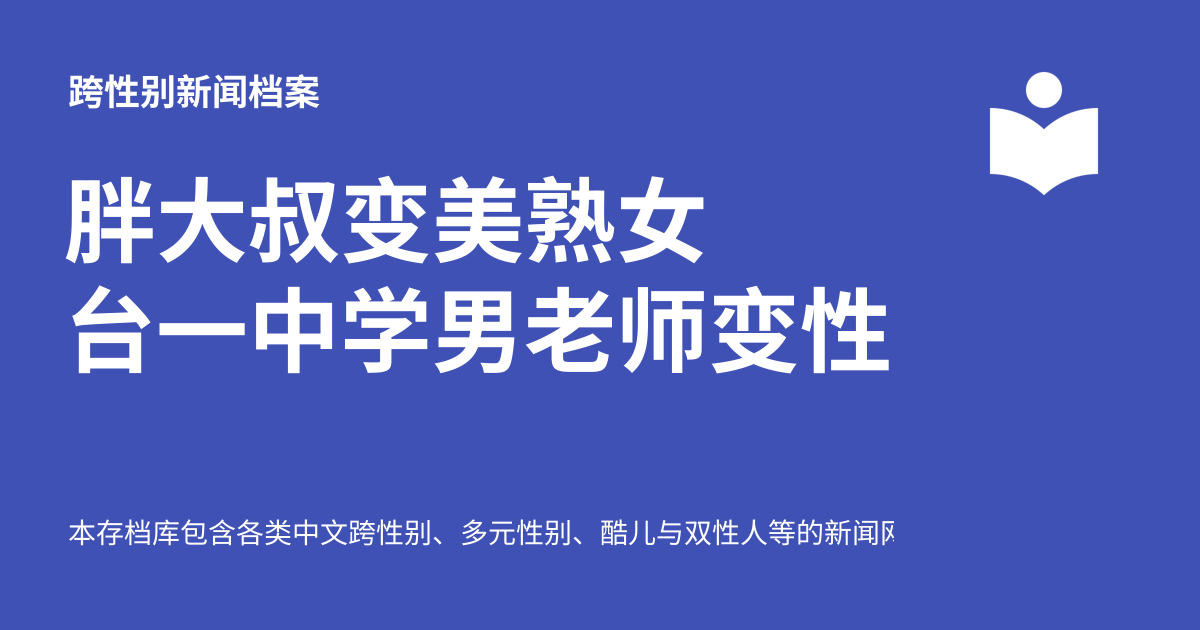 跨性别新闻档案
胖大叔变美熟女
台一中学男老师变性
本存档库包含各类中文跨性别、多元性别、酷儿与双性人等的新闻